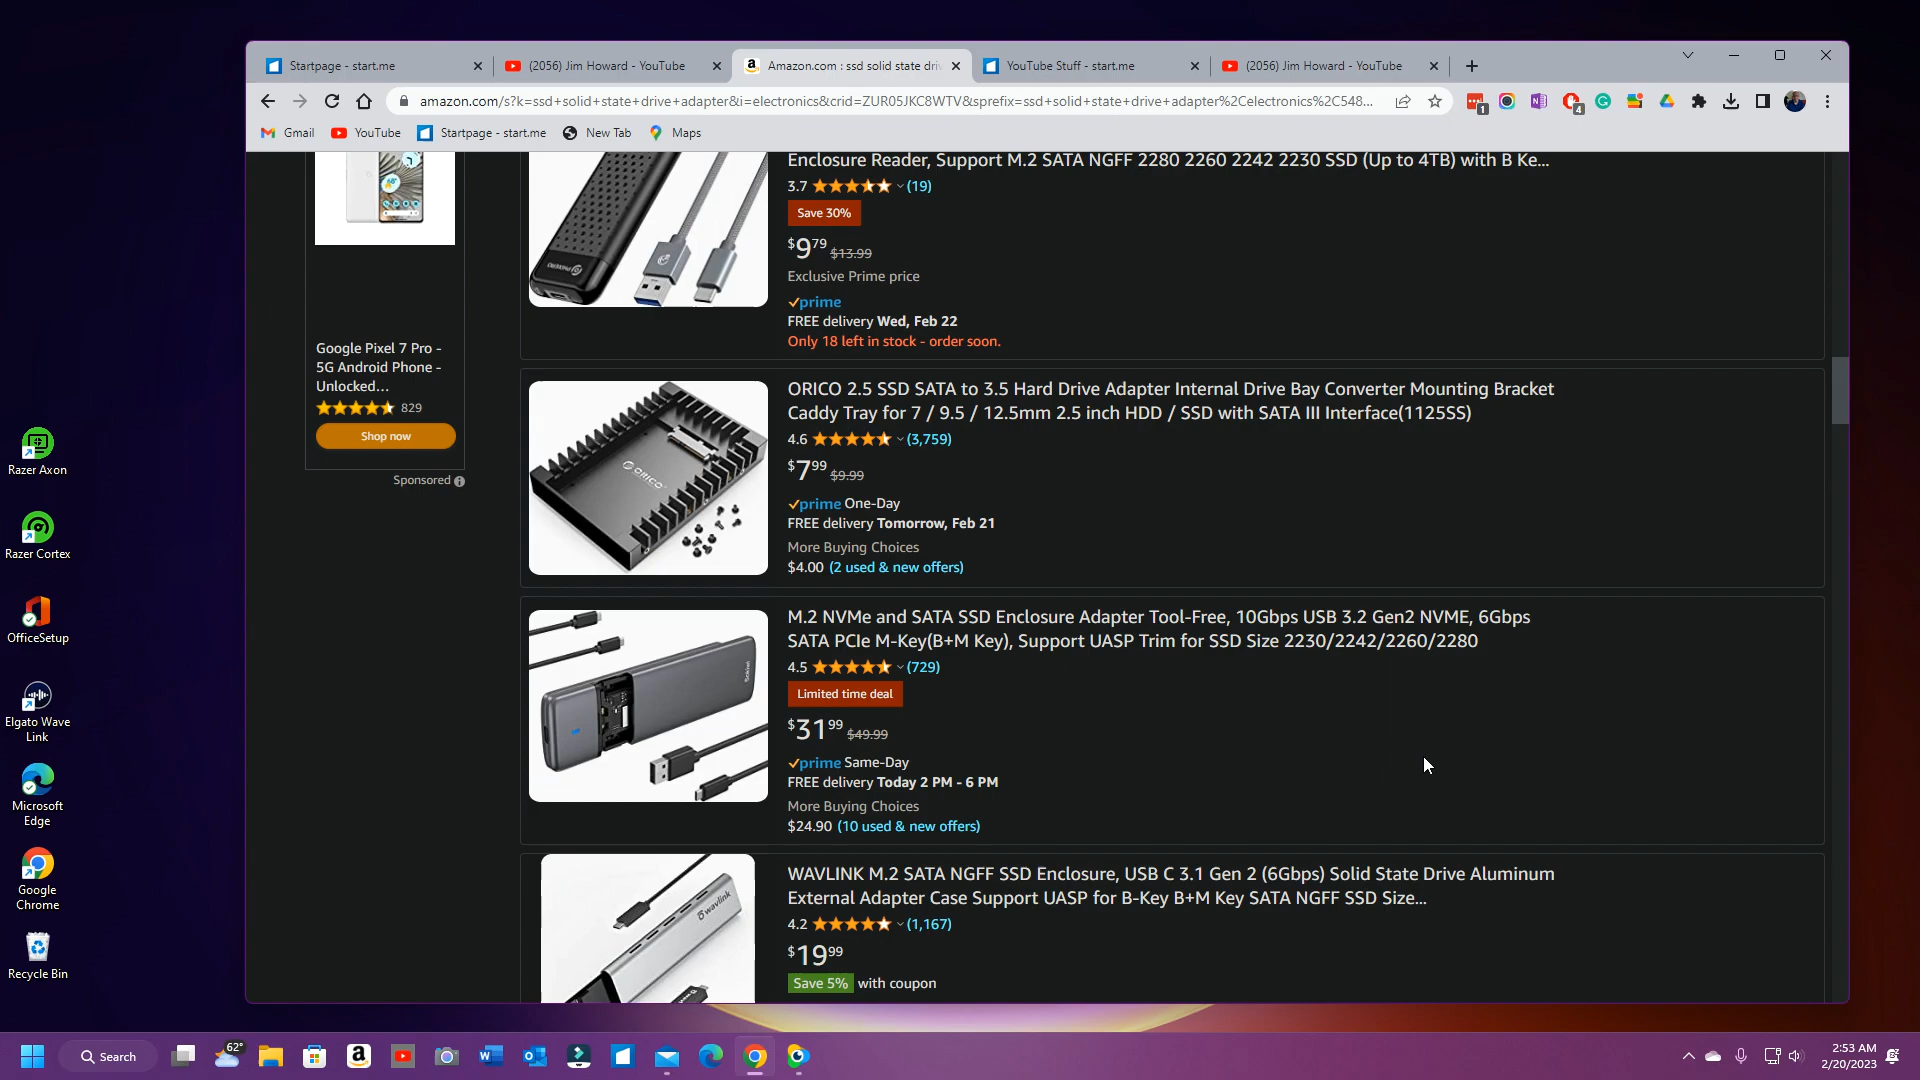 Startpage - start.me
(2056) Jim Howard - YouTube
Amazon.com : ssd solid state driv
YouTube Stuff - start.me
(2056) Jim Howard - YouTube
amazon.com/s?k=ssd+solid+state+drive+adapter&i=electronics&crid=ZUR05JKC8WTV&sprefix=ssd+solid+state+drive+adapter%2Celectronics%2C548...
1
4
Gmail
YouTube
Startpage - start.me
New Tab
Maps
Enclosure Reader, Support M.2 SATA NGFF 2280 2260 2242 2230 SSD (Up to 4TB) with B Ke...
3.7 (19)
Save 30%
$9 79 $13.99
Exclusive Prime price
prime
FREE delivery Wed, Feb 22
Only 18 left in stock - order soon.
Google Pixel 7 Pro -
5G Android Phone -
Unlocked...
829
Shop now
Sponsored
ORICO
ORICO 2.5 SSD SATA to 3.5 Hard Drive Adapter Internal Drive Bay Converter Mounting Bracket
Caddy Tray for 7 / 9.5 / 12.5mm 2.5 inch HDD / SSD with SATA III Interface(1125SS)
4.6 (3,759)
$7 99 $9.99
prime One-Day
FREE delivery Tomorrow, Feb 21
More Buying Choices
$4.00 (2 used & new offers)
M.2 NVMe and SATA SSD Enclosure Adapter Tool-Free, 10Gbps USB 3.2 Gen2 NVME, 6Gbps
SATA PCIe M-Key(B+M Key), Support UASP Trim for SSD Size 2230/2242/2260/2280
4.5 (729)
Limited time deal
$31 99 $49.99
prime Same-Day
FREE delivery Today 2 PM - 6 PM
More Buying Choices
$24.90 (10 used & new offers)
wavlink
WAVLINK M.2 SATA NGFF SSD Enclosure, USB C 3.1 Gen 2 (6Gbps) Solid State Drive Aluminum
External Adapter Case Support UASP for B-Key B+M Key SATA NGFF SSD Size...
4.2 (1,167)
$19 99
Save 5% with coupon
Razer Axon
Razer Cortex
OfficeSetup
Elgato Wave
Link
Microsoft
Edge
Google
Chrome
Recycle Bin
Search
62°
2:53 AM
2/20/2023